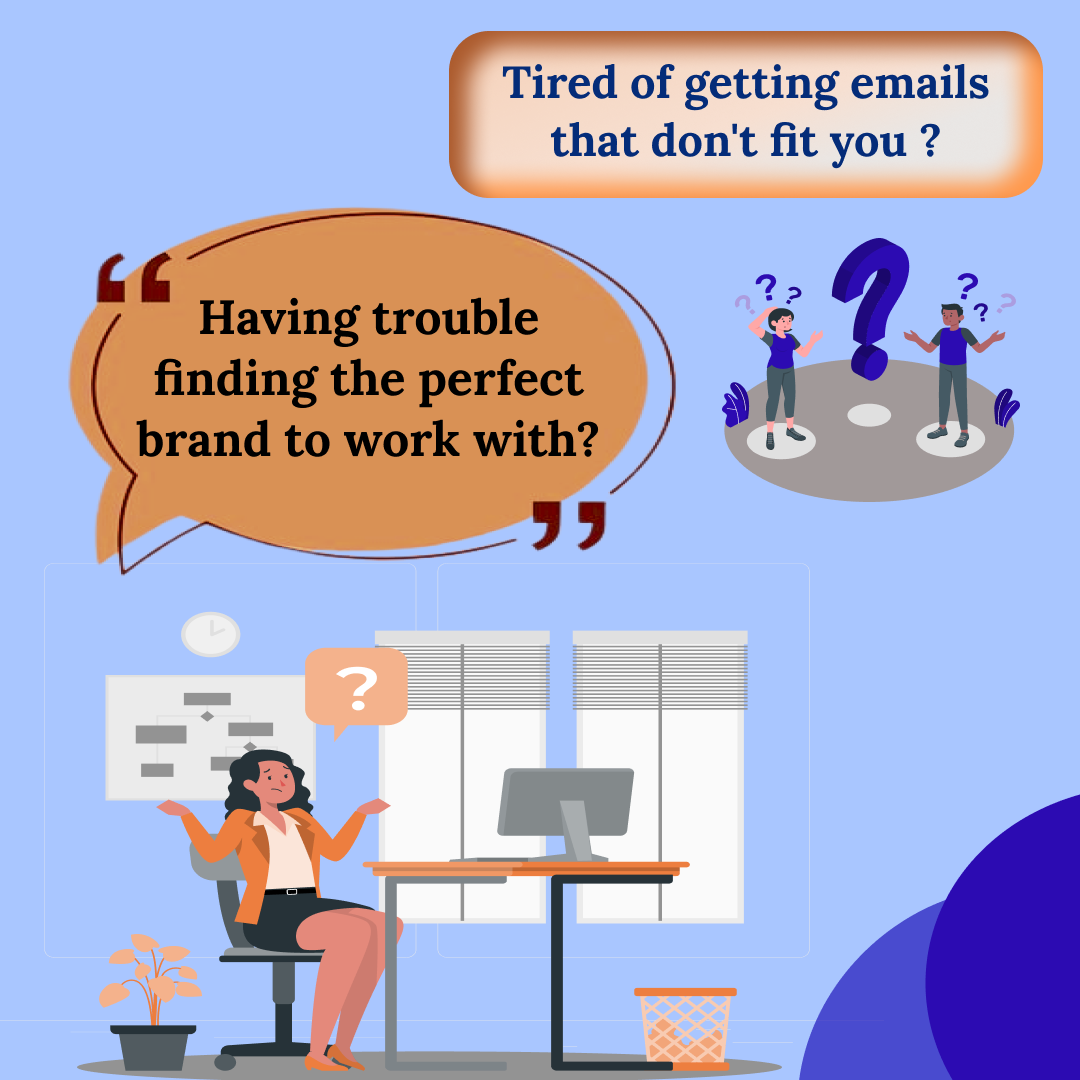 Tired of getting emails
that don't fit you ?
Having trouble
finding the perfect
brand to work with?